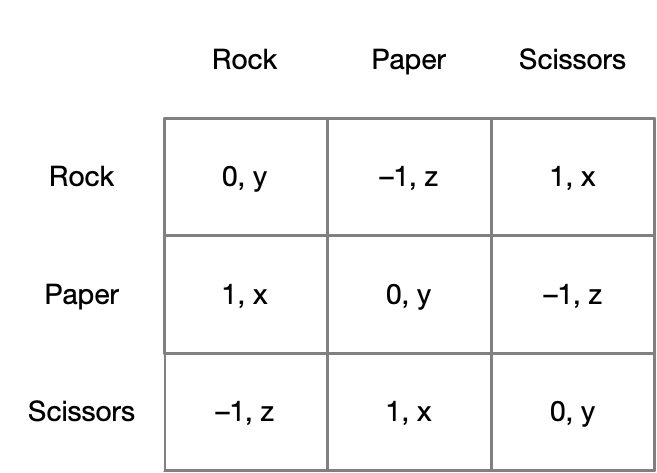 Rock Paper Scissors
Rock 0, y –1, z 1, x
Paper 1, x 0, y –1, z
Scissors –1, z 1, x 0, y